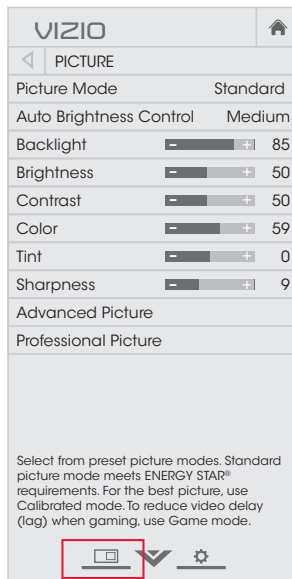 VIZIO
PICTURE
Picture Mode Standard
Auto Brightness Control Medium
Backlight - + 85
Brightness - + 50
Contrast - + 50
Color - + 59
Tint - + 0
Sharpness - + 9
Advanced Picture
Professional Picture
Select from preset picture modes. Standard
picture mode meets ENERGY STAR®
requirements. For the best picture, use
Calibrated mode. To reduce video delay
(lag) when gaming, use Game mode.